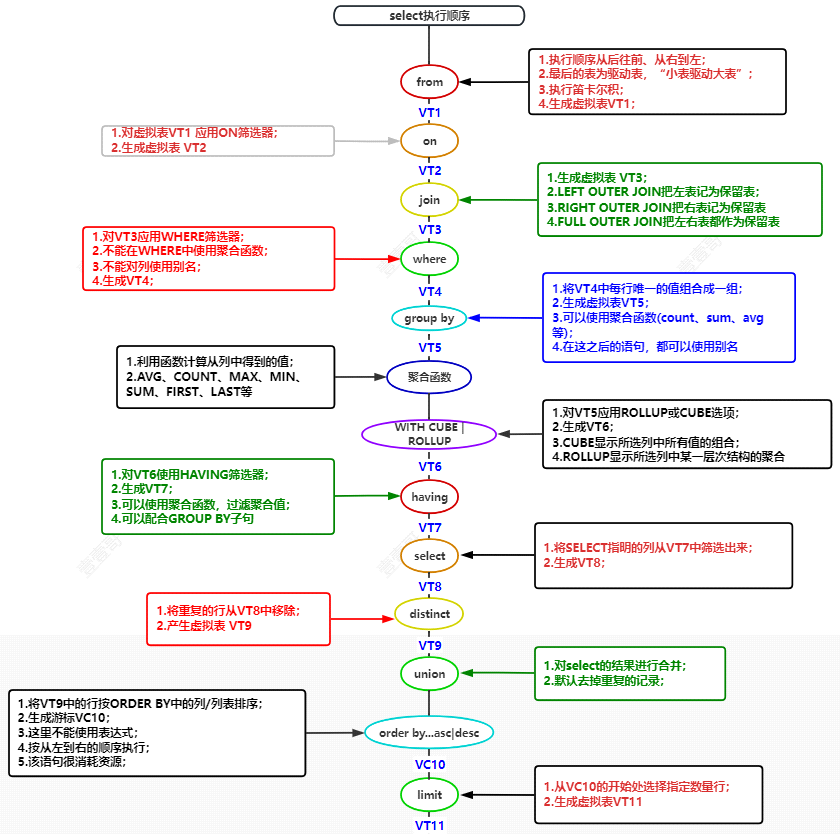 select执行顺序
from
1.执行顺序从后往前、从右到左；
2.最后的表为驱动表，“小表驱动大表”；
3.执行笛卡尔积；
4.生成虚拟表VT1；
VT1
1.对虚拟表VT1 应用ON筛选器；
2.生成虚拟表 VT2
on
VT2
join
1.生成虚拟表 VT3；
2.LEFT OUTER JOIN把左表记为保留表；
3.RIGHT OUTER JOIN把右表记为保留表
4.FULL OUTER JOIN把左右表都作为保留表
VT3
1.对VT3应用WHERE筛选器；
2.不能在WHERE中使用聚合函数；
3.不能对列使用别名；
4.生成VT4；
where
VT4
group by
1.将VT4中每行唯一的值组合成一组；
2.生成虚拟表VT5；
3.可以使用聚合函数(count、sum、avg
等)；
4.在这之后的语句，都可以使用别名
VT5
1.利用函数计算从列中得到的值；
2.AVG、COUNT、MAX、MIN、
SUM、FIRST、LAST等
聚合函数
WITH CUBE |
ROLLUP
1.对VT5应用ROLLUP或CUBE选项；
2.生成VT6；
3.CUBE显示所选列中所有值的组合；
4.ROLLUP显示所选列中某一层次结构的聚合
VT6
1.对VT6使用HAVING筛选器；
2.生成VT7；
3.可以使用聚合函数，过滤聚合值；
4.可以配合GROUP BY子句
having
VT7
select
1.将SELECT指明的列从VT7中筛选出来；
2.生成VT8；
VT8
1.将重复的行从VT8中移除；
2.产生虚拟表 VT9
distinct
VT9
union
1.对select的结果进行合并；
2.默认去掉重复的记录；
1.将VT9中的行按ORDER BY中的列/列表排序；
2.生成游标VC10；
3.这里不能使用表达式；
4.按从左到右的顺序执行；
5.该语句很消耗资源；
order by...asc|desc
VC10
limit
1.从VC10的开始处选择指定数量行；
2.生成虚拟表VT11
VT11